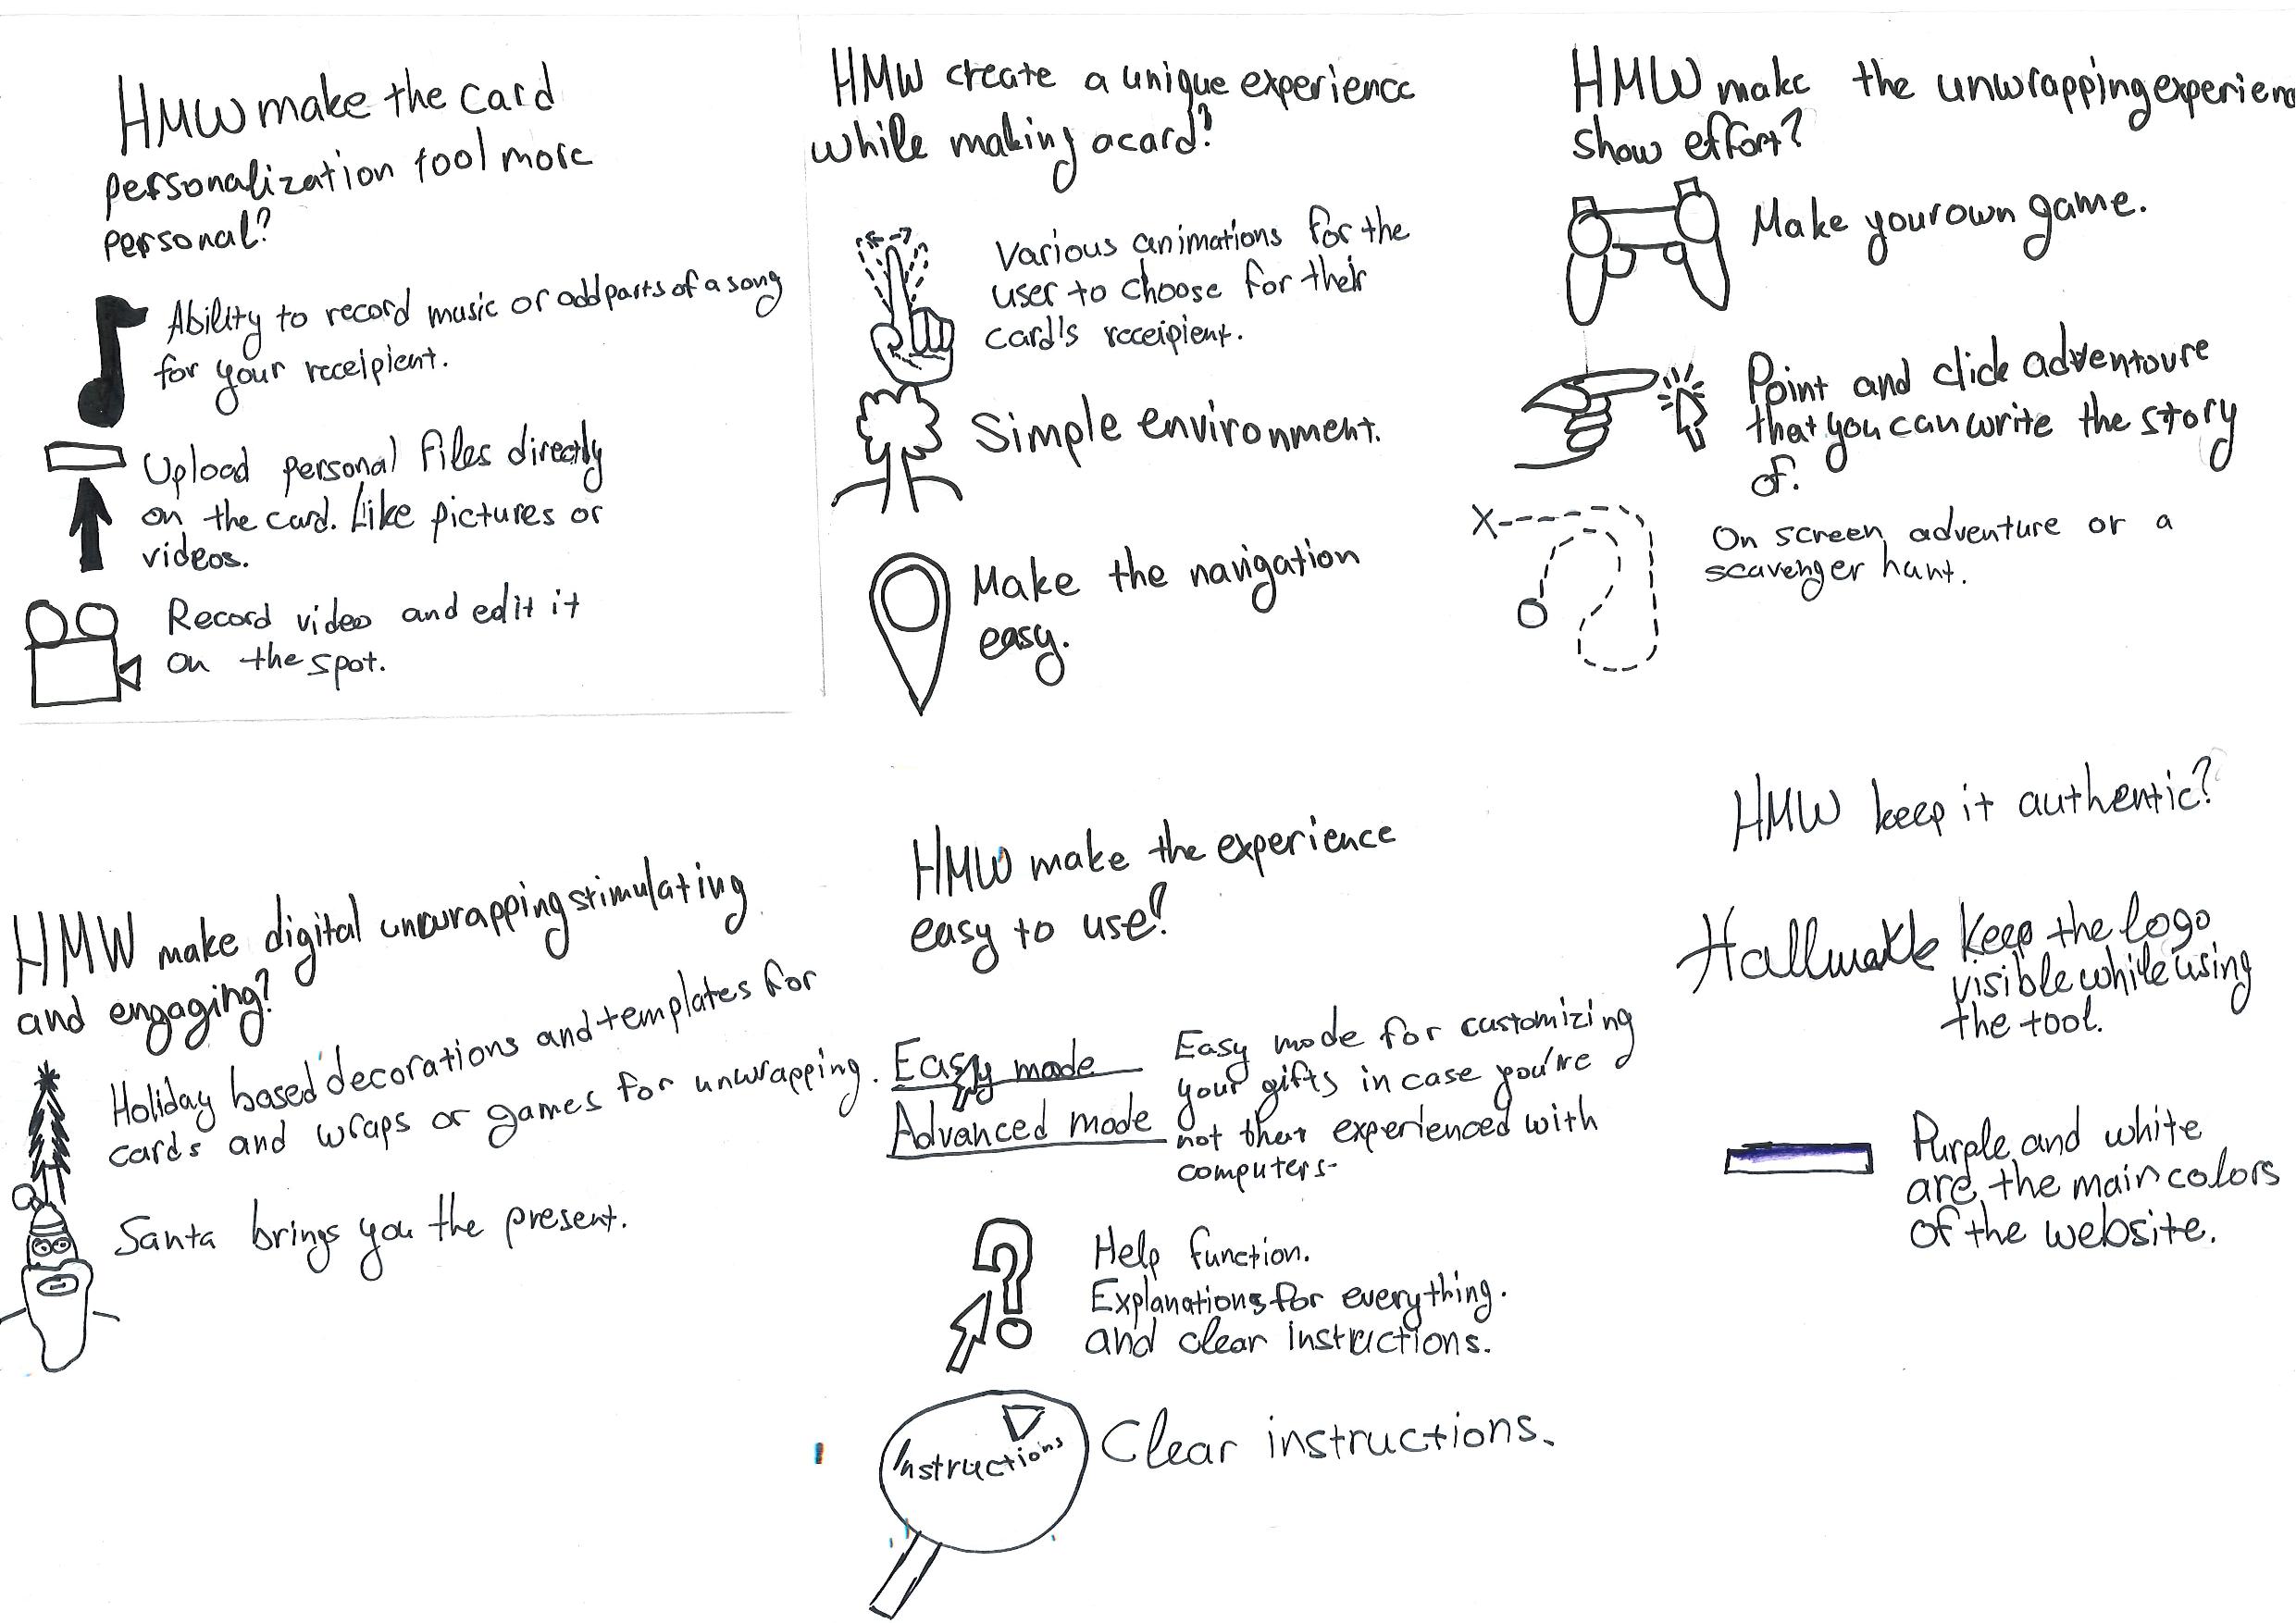 HMW make the card
personalization tool more
personal?
Ability to record music or add parts of a song
for your receipient.
Upload personal files directly
on the card. Like pictures or
videos.
Record video and edit it
on the spot.
HMW create a unique experience
while making a card?
Various animations for the
user to choose for their
card's receipient.
Simple environment.
Make the navigation
easy.
HMW make the unwrapping experienc
show effort?
Make your own game.
Point and click adventoure
that you can write the story
of.
X
On screen adventure or a
scavenger hunt.
HMW make digital unwrapping stimulating
and engaging?
Holiday based decorations and templates for
cards and wraps or games for unwrapping.
Santa brings you the present.
HMW make the experience
easy to use?
Easy mode
Advanced mode
Easy mode for customizing
your gifts in case you're
not that experienced with
computers.
?
Help function.
Explanations for everything.
and clear instructions.
Instructions
Clear instructions.
HMW keep it authentic?
Hallmark
Keep the logo
visible while using
the tool.
Purple and white
are the main colors
of the website.